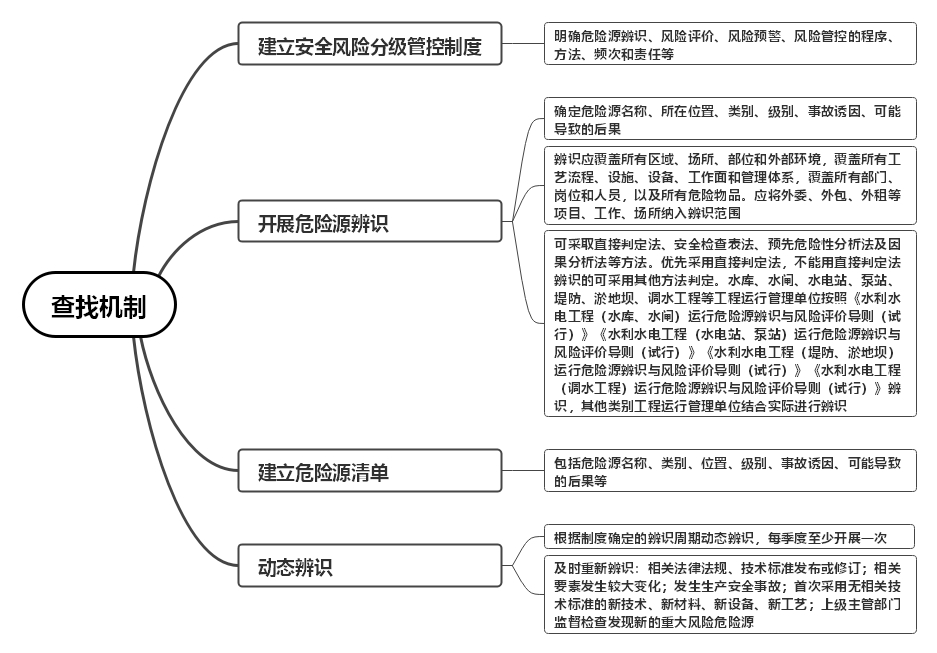 查找机制
建立安全风险分级管控制度
明确危险源辨识、风险评价、风险预警、风险管控的程序、
方法、频次和责任等
开展危险源辨识
确定危险源名称、所在位置、类别、级别、事故诱因、可能
导致的后果
辨识应覆盖所有区域、场所、部位和外部环境，覆盖所有工
艺流程、设施、设备、工作面和管理体系，覆盖所有部门、
岗位和人员，以及所有危险物品。应将外委、外包、外租等
项目、工作、场所纳入辨识范围
可采取直接判定法、安全检查表法、预先危险性分析法及因
果分析法等方法。优先采用直接判定法，不能用直接判定法
辨识的可采用其他方法判定。水库、水闸、水电站、泵站、
堤防、淤地坝、调水工程等工程运行管理单位按照《水利水
电工程（水库、水闸）运行危险源辨识与风险评价导则（试
行）》《水利水电工程（水电站、泵站）运行危险源辨识与
风险评价导则（试行）》《水利水电工程（堤防、淤地坝）
运行危险源辨识与风险评价导则（试行）》《水利水电工程
（调水工程）运行危险源辨识与风险评价导则（试行）》辨
识，其他类别工程运行管理单位结合实际进行辨识
建立危险源清单
包括危险源名称、类别、位置、级别、事故诱因、可能导致
的后果等
动态辨识
根据制度确定的辨识周期动态辨识，每季度至少开展一次
及时重新辨识：相关法律法规、技术标准发布或修订；相关
要素发生较大变化；发生生产安全事故；首次采用无相关技
术标准的新技术、新材料、新设备、新工艺；上级主管部门
监督检查发现新的重大风险危险源